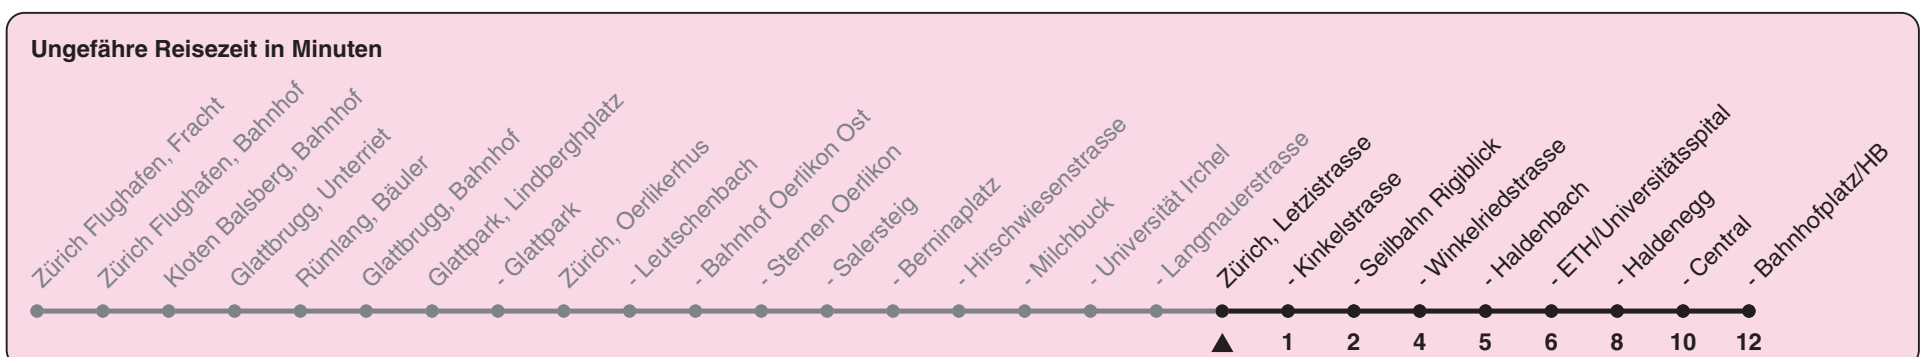 Ungefähre Reisezeit in Minuten
Zürich Flughafen, Fracht
Zürich Flughafen, Bahnhof
Kloten Balsberg, Bahnhof
Glattbrugg, Unterriet
Rümlang, Bäuler
Glattbrugg, Bahnhof
Glattpark, Lindberghplatz
- Glattpark
Zürich, Oerlikerhus
- Leutschenbach
- Bahnhof Oerlikon Ost
- Sternen Oerlikon
- Salersteig
- Berninaplatz
- Hirschwiesenstrasse
- Milchbuck
- Universität Irchel
- Langmauerstrasse
Zürich, Letzistrasse
- Kinkelstrasse
- Seilbahn Rigiblick
- Winkelriedstrasse
- Haldenbach
- ETH/Universitätsspital
- Haldenegg
- Central
- Bahnhofplatz/HB
1 2 4 5 6 8 10 12